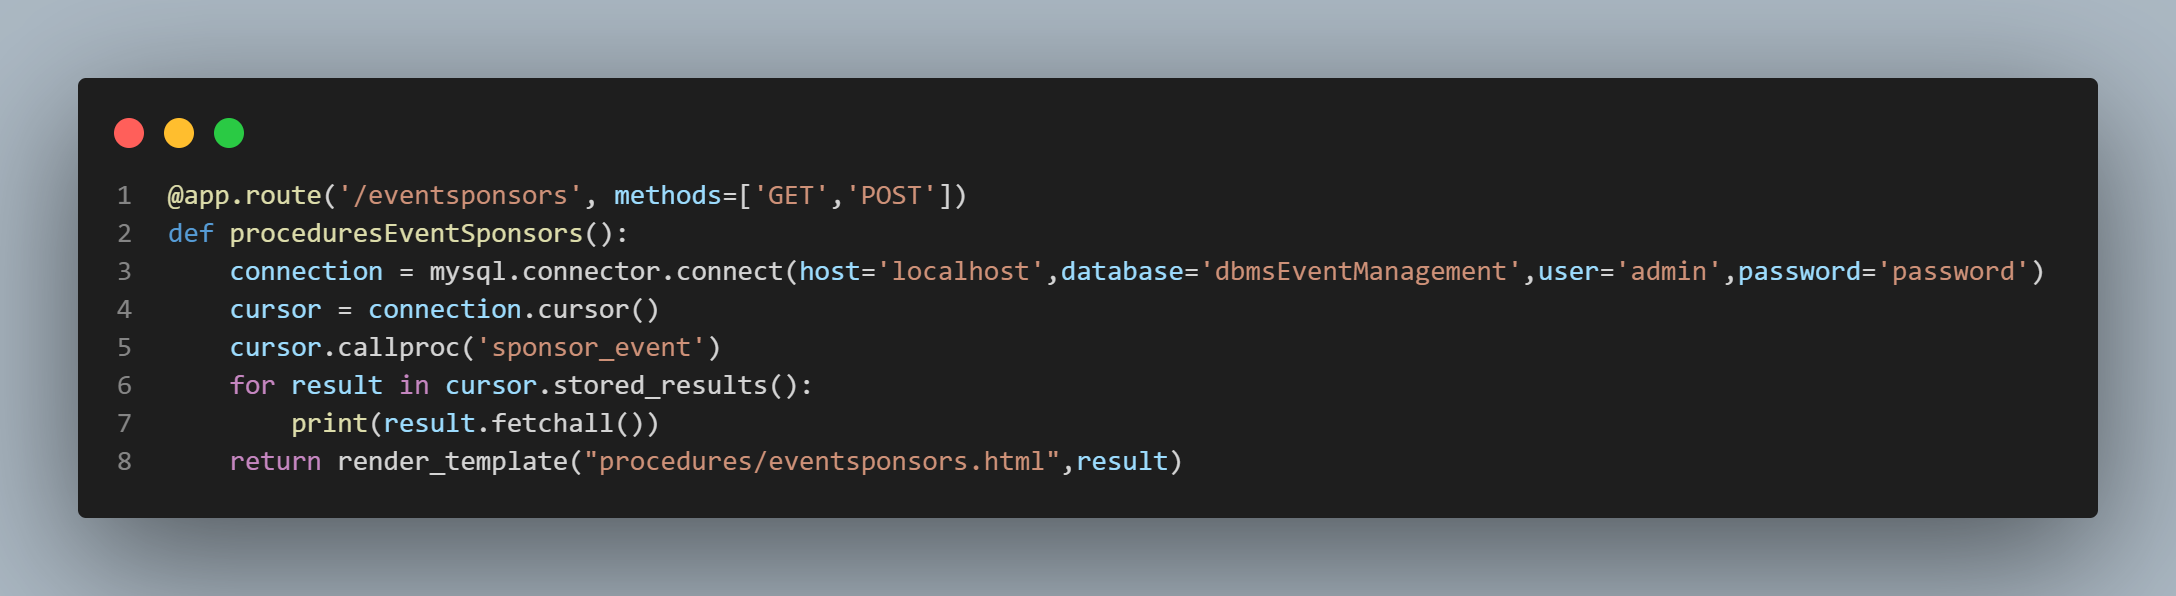 1 @app.route('/eventsponsors', methods=['GET','POST'])
2 def proceduresEventSponsors():
3     connection = mysql.connector.connect(host='localhost',database='dbmsEventManagement',user='admin',password='password')
4     cursor = connection.cursor()
5     cursor.callproc('sponsor_event')
6     for result in cursor.stored_results():
7         print(result.fetchall())
8     return render_template("procedures/eventsponsors.html",result)